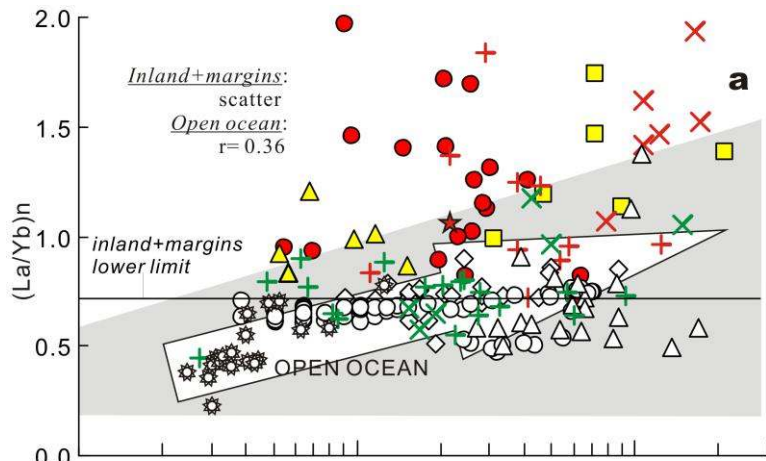 2.0
1.5
1.0
0.5
0.0
(La/Yb)n
Inland+margins:
scatter
Open ocean:
r= 0.36
a
inland+margins
lower limit
OPEN OCEAN